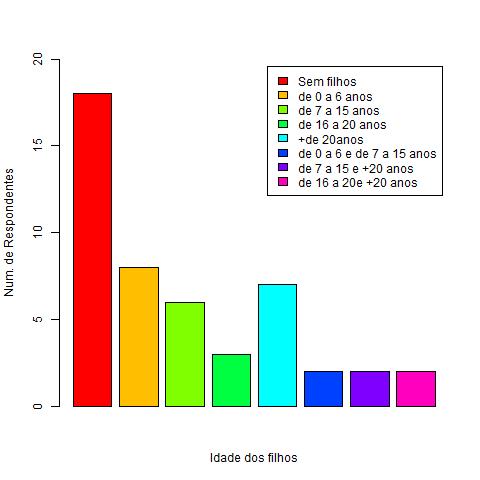 20
15
10
5
0
Num. de Respondentes
Sem filhos
de 0 a 6 anos
de 7 a 15 anos
de 16 a 20 anos
+de 20anos
de 0 a 6 e de 7 a 15 anos
de 7 a 15 e +20 anos
de 16 a 20e +20 anos
Idade dos filhos